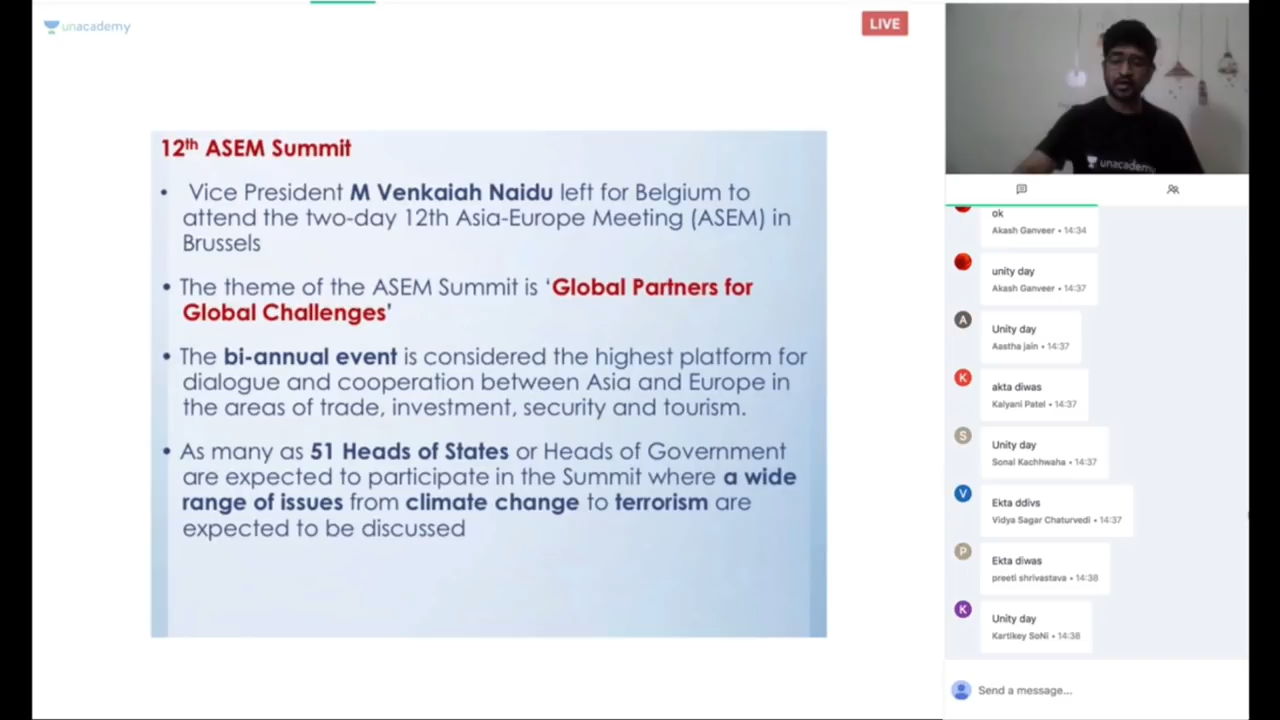 unacademy
LIVE
12th ASEM Summit
• Vice President M Venkaiah Naidu left for Belgium to
attend the two-day 12th Asia-Europe Meeting (ASEM) in
Brussels
• The theme of the ASEM Summit is ‘Global Partners for
Global Challenges’
• The bi-annual event is considered the highest platform for
dialogue and cooperation between Asia and Europe in
the areas of trade, investment, security and tourism.
• As many as 51 Heads of States or Heads of Government
are expected to participate in the Summit where a wide
range of issues from climate change to terrorism are
expected to be discussed
unacademy
ok
Akash Ganveer • 14:34
unity day
Akash Ganveer • 14:37
A
Unity day
Aastha jain • 14:37
K
akta diwas
Kalyani Patel • 14:37
S
Unity day
Sonal Kachhwaha • 14:37
V
Ekta ddivs
Vidya Sagar Chaturvedi • 14:37
P
Ekta diwas
preeti shrivastava • 14:38
K
Unity day
Kartikey SoNi • 14:38
Send a message...